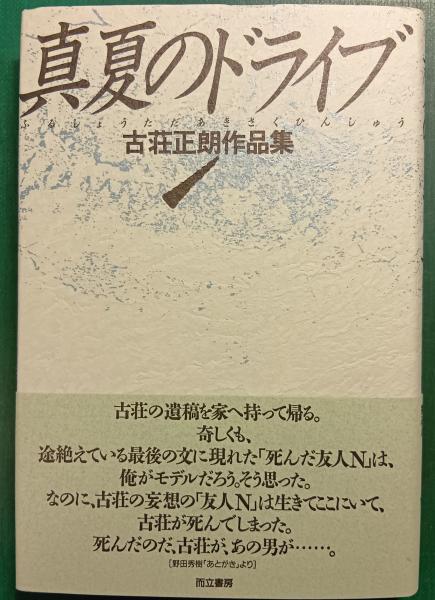 真夏のドライブ
ふるしょうただあきさくひんしゅう
古荘正朗作品集
古荘の遺稿を家へ持って帰る。
奇しくも、
途絶えている最後の文に現れた「死んだ友人N」は、
俺がモデルだろう。そう思った。
なのに、古荘の妄想の「友人N」は生きてここにいて、
古荘が死んでしまった。
死んだのだ、古荘が、あの男が……。
[野田秀樹「あとがき」より]
而立書房